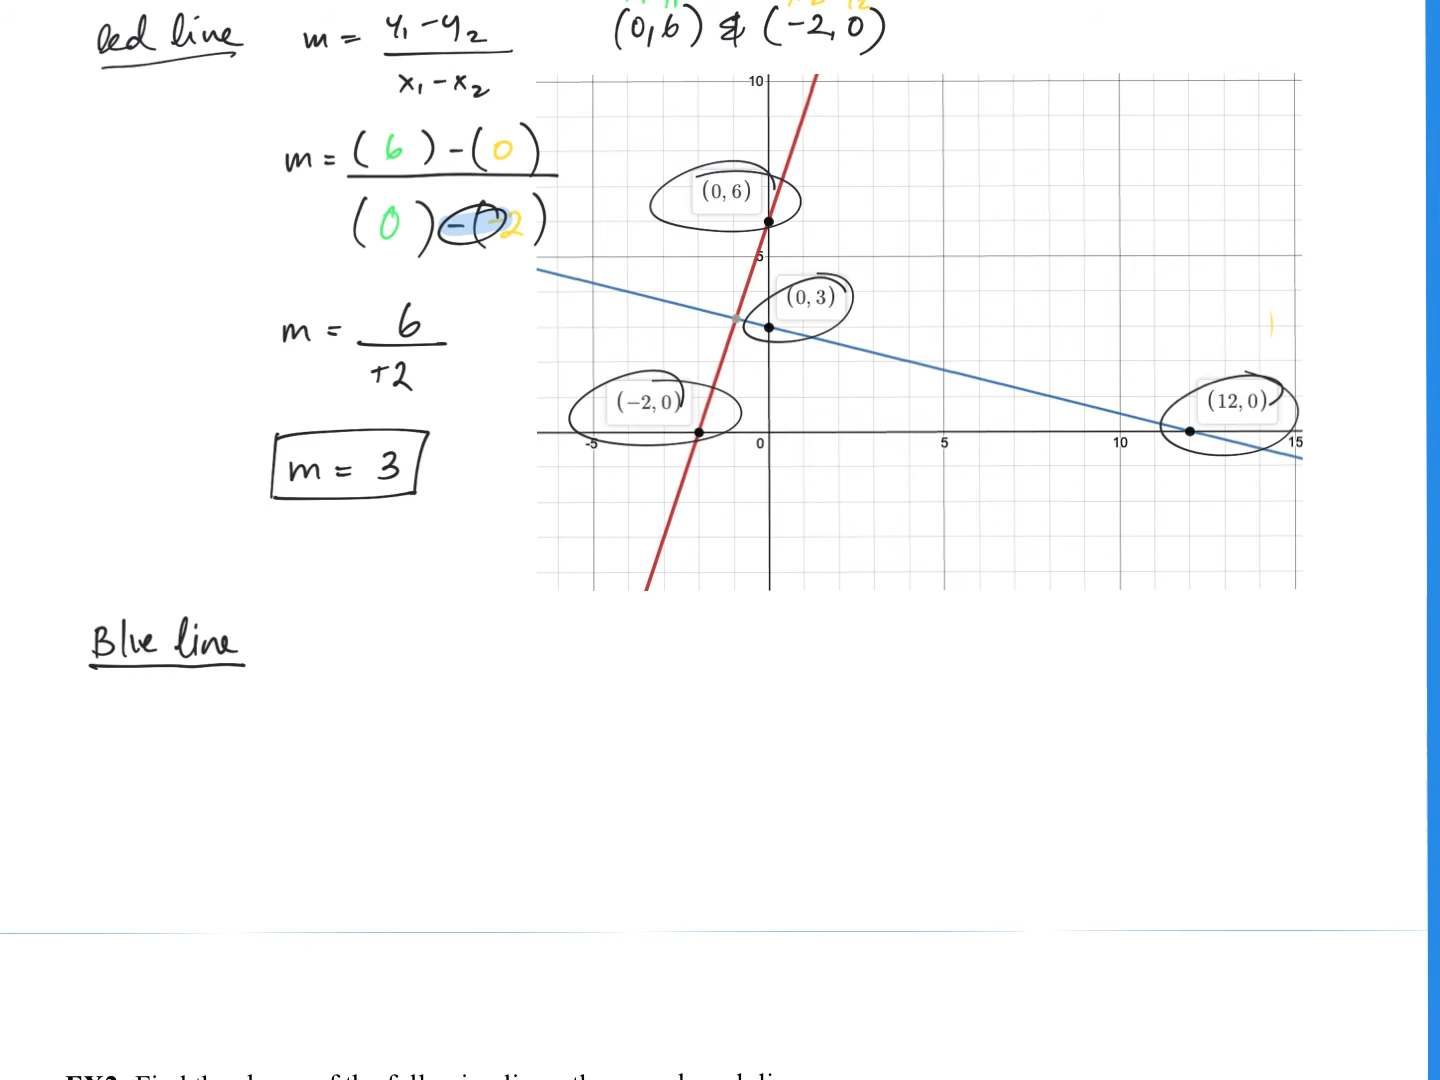 Red line m = y₁ - y₂ / x₁ - x₂ (0,6) & (-2,0)
m = (6) - (0) / (0) - (-2)
m = 6 / +2
m = 3
10
(0, 6)
5
(0, 3)
(−2, 0)
(12, 0)
-5 0 5 10 15
Blue line